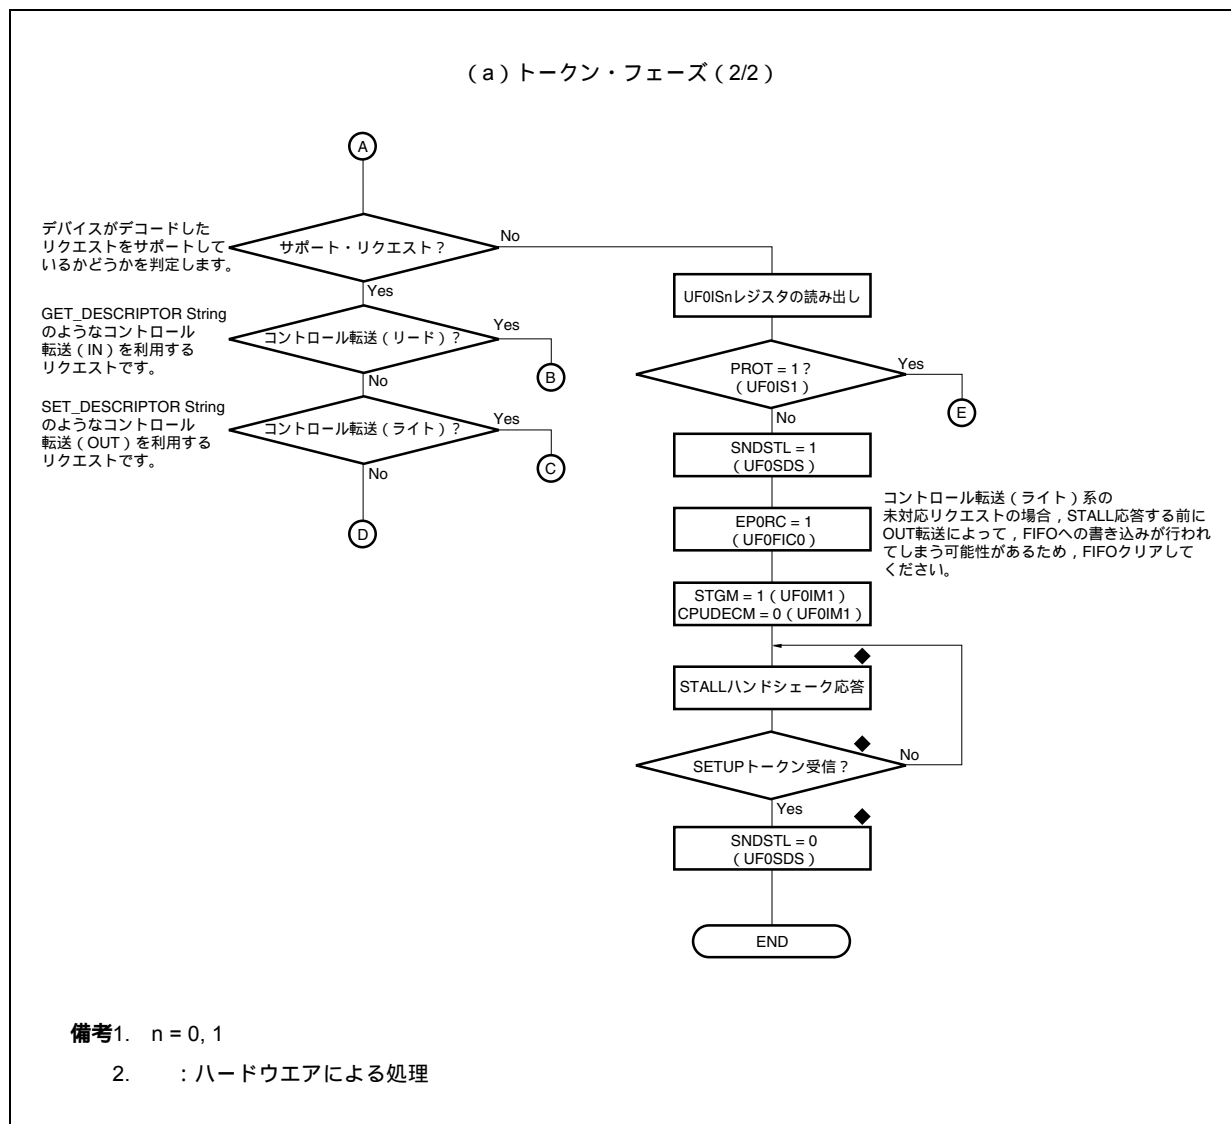 (a)トークン・フェーズ(2/2)
A
デバイスがデコードした
リクエストをサポートして
いるかどうかを判定します。
サポート・リクエスト?
No
Yes
GET_DESCRIPTOR String
のようなコントロール
転送(IN)を利用する
リクエストです。
コントロール転送(リード)?
Yes
B
No
SET_DESCRIPTOR String
のようなコントロール
転送(OUT)を利用する
リクエストです。
コントロール転送(ライト)?
Yes
C
No
D
UF0ISnレジスタの読み出し
PROT = 1?
(UF0IS1)
Yes
E
No
SNDSTL = 1
(UF0SDS)
EP0RC = 1
(UF0FIC0)
コントロール転送(ライト)系の
未対応リクエストの場合,STALL応答する前に
OUT転送によって,FIFOへの書き込みが行われ
てしまう可能性があるため,FIFOクリアして
ください。
STGM = 1(UF0IM1)
CPUDECM = 0(UF0IM1)
STALLハンドシェーク応答
SETUPトークン受信?
No
Yes
SNDSTL = 0
(UF0SDS)
END
備考1. n = 0, 1
2. :ハードウエアによる処理